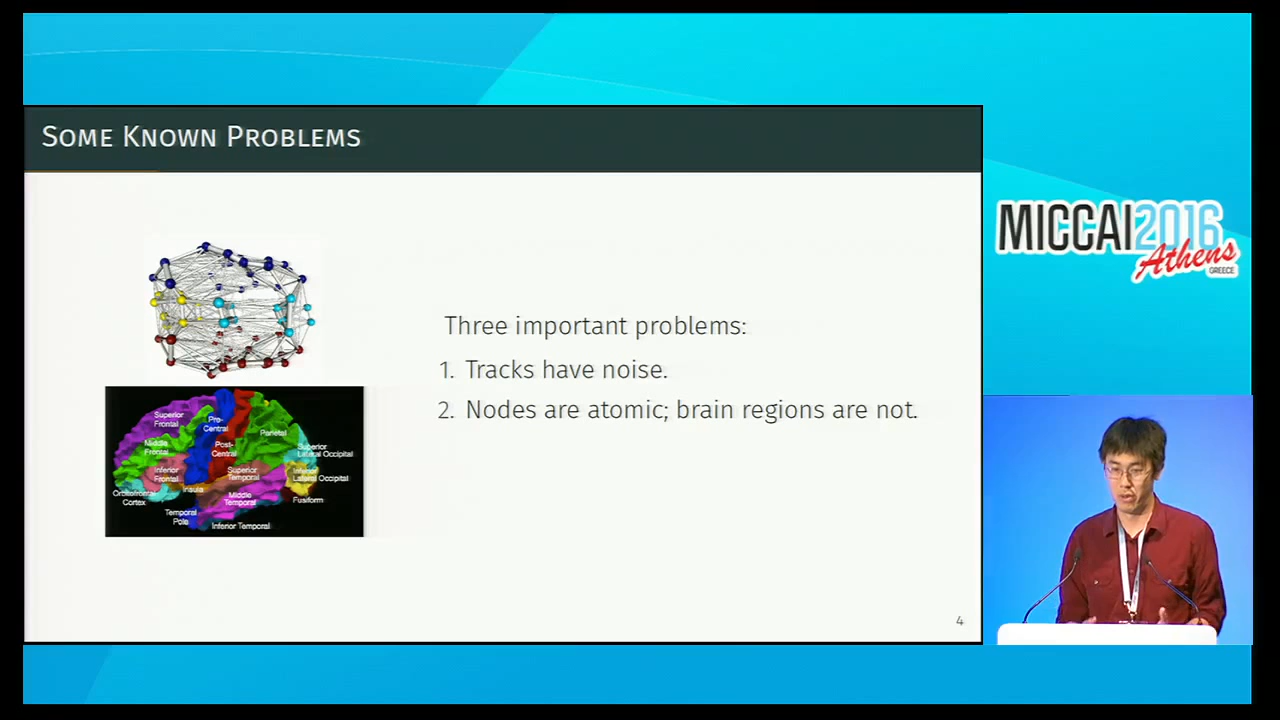 SOME KNOWN PROBLEMS
MICCAI2016
Athens
GREECE
Three important problems:
1. Tracks have noise.
2. Nodes are atomic; brain regions are not.
Superior
Frontal
Pre-
Central
Parietal
Middle
Frontal
Post-
Central
Superior
Lateral Occipital
Inferior
Frontal
Superior
Temporal
Inferior
Lateral Occipital
Orbitofrontal
Cortex
Insula
Middle
Temporal
Fusiform
Temporal
Pole
Inferior Temporal
4